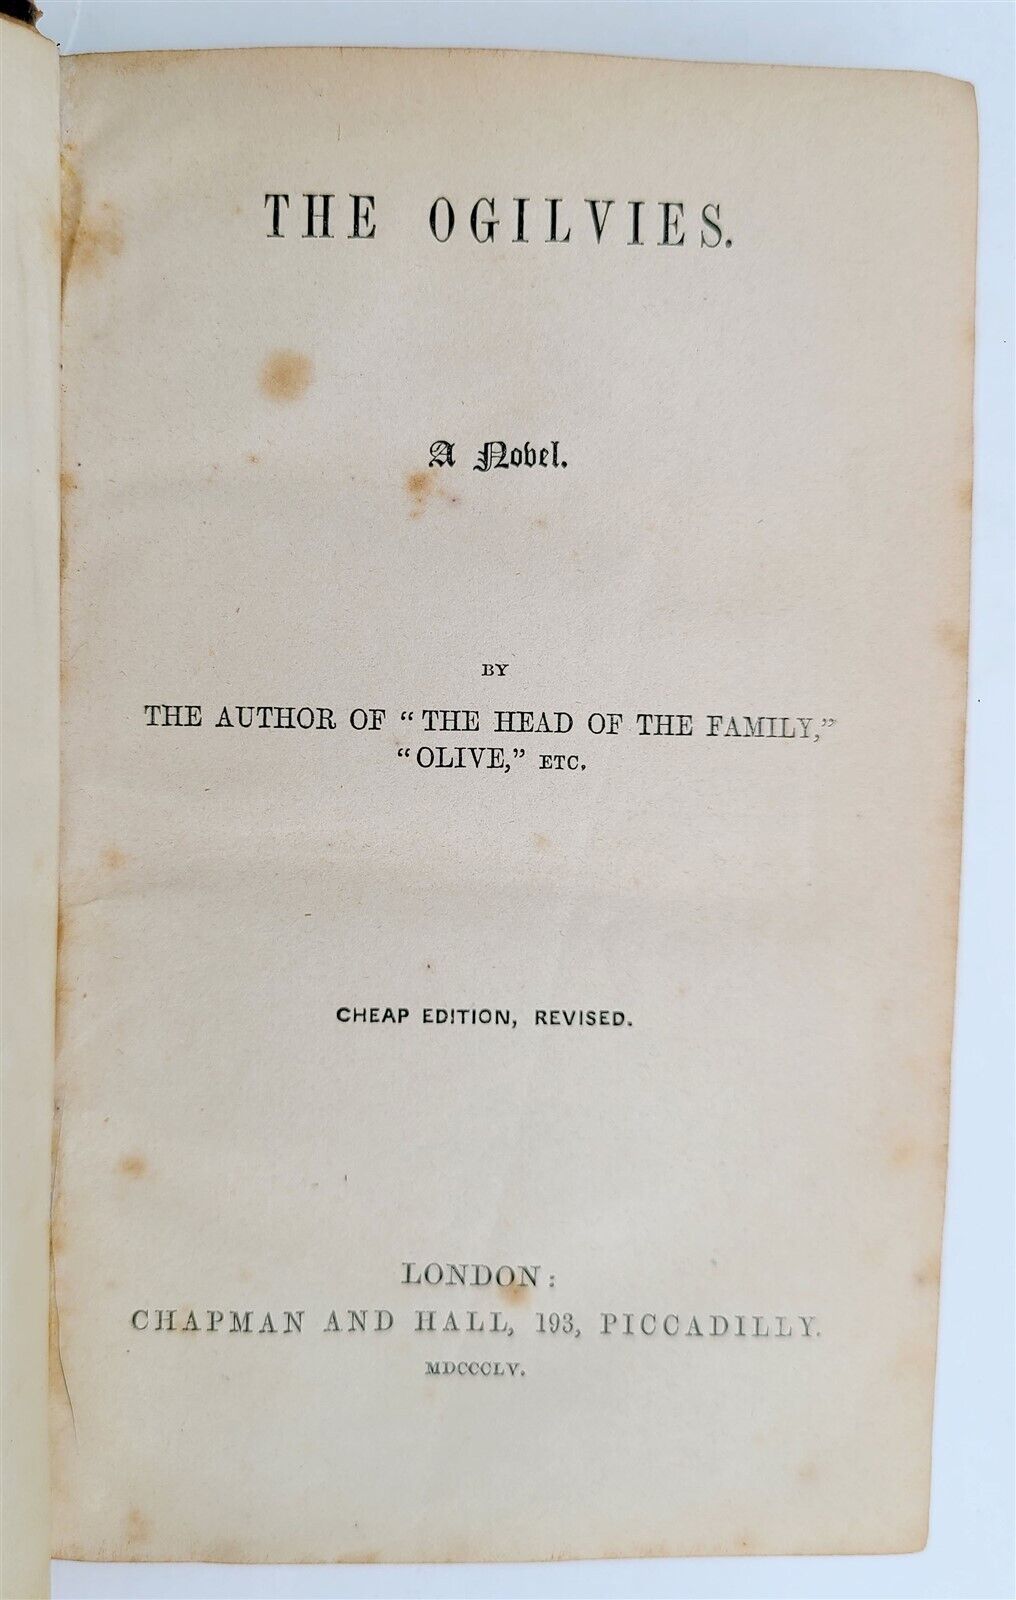 THE OGILVIES.
A Novel.
BY
THE AUTHOR OF “THE HEAD OF THE FAMILY,”
“OLIVE,” ETC.
CHEAP EDITION, REVISED.
LONDON:
CHAPMAN AND HALL, 193, PICCADILLY.
MDCCCLV.